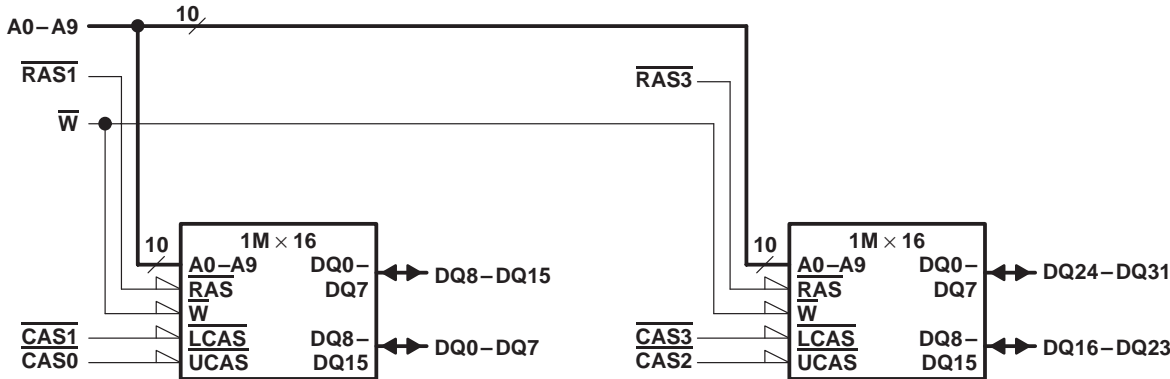 10
A0–A9
RAS1
RAS3
W
10
1M × 16
A0–A9
DQ0–
DQ7
RAS
W
LCAS
DQ8–
UCAS
DQ15
DQ8–DQ15
DQ0–DQ7
CAS1
CAS0
10
1M × 16
A0–A9
DQ0–
DQ7
RAS
W
LCAS
DQ8–
UCAS
DQ15
DQ24–DQ31
DQ16–DQ23
CAS3
CAS2